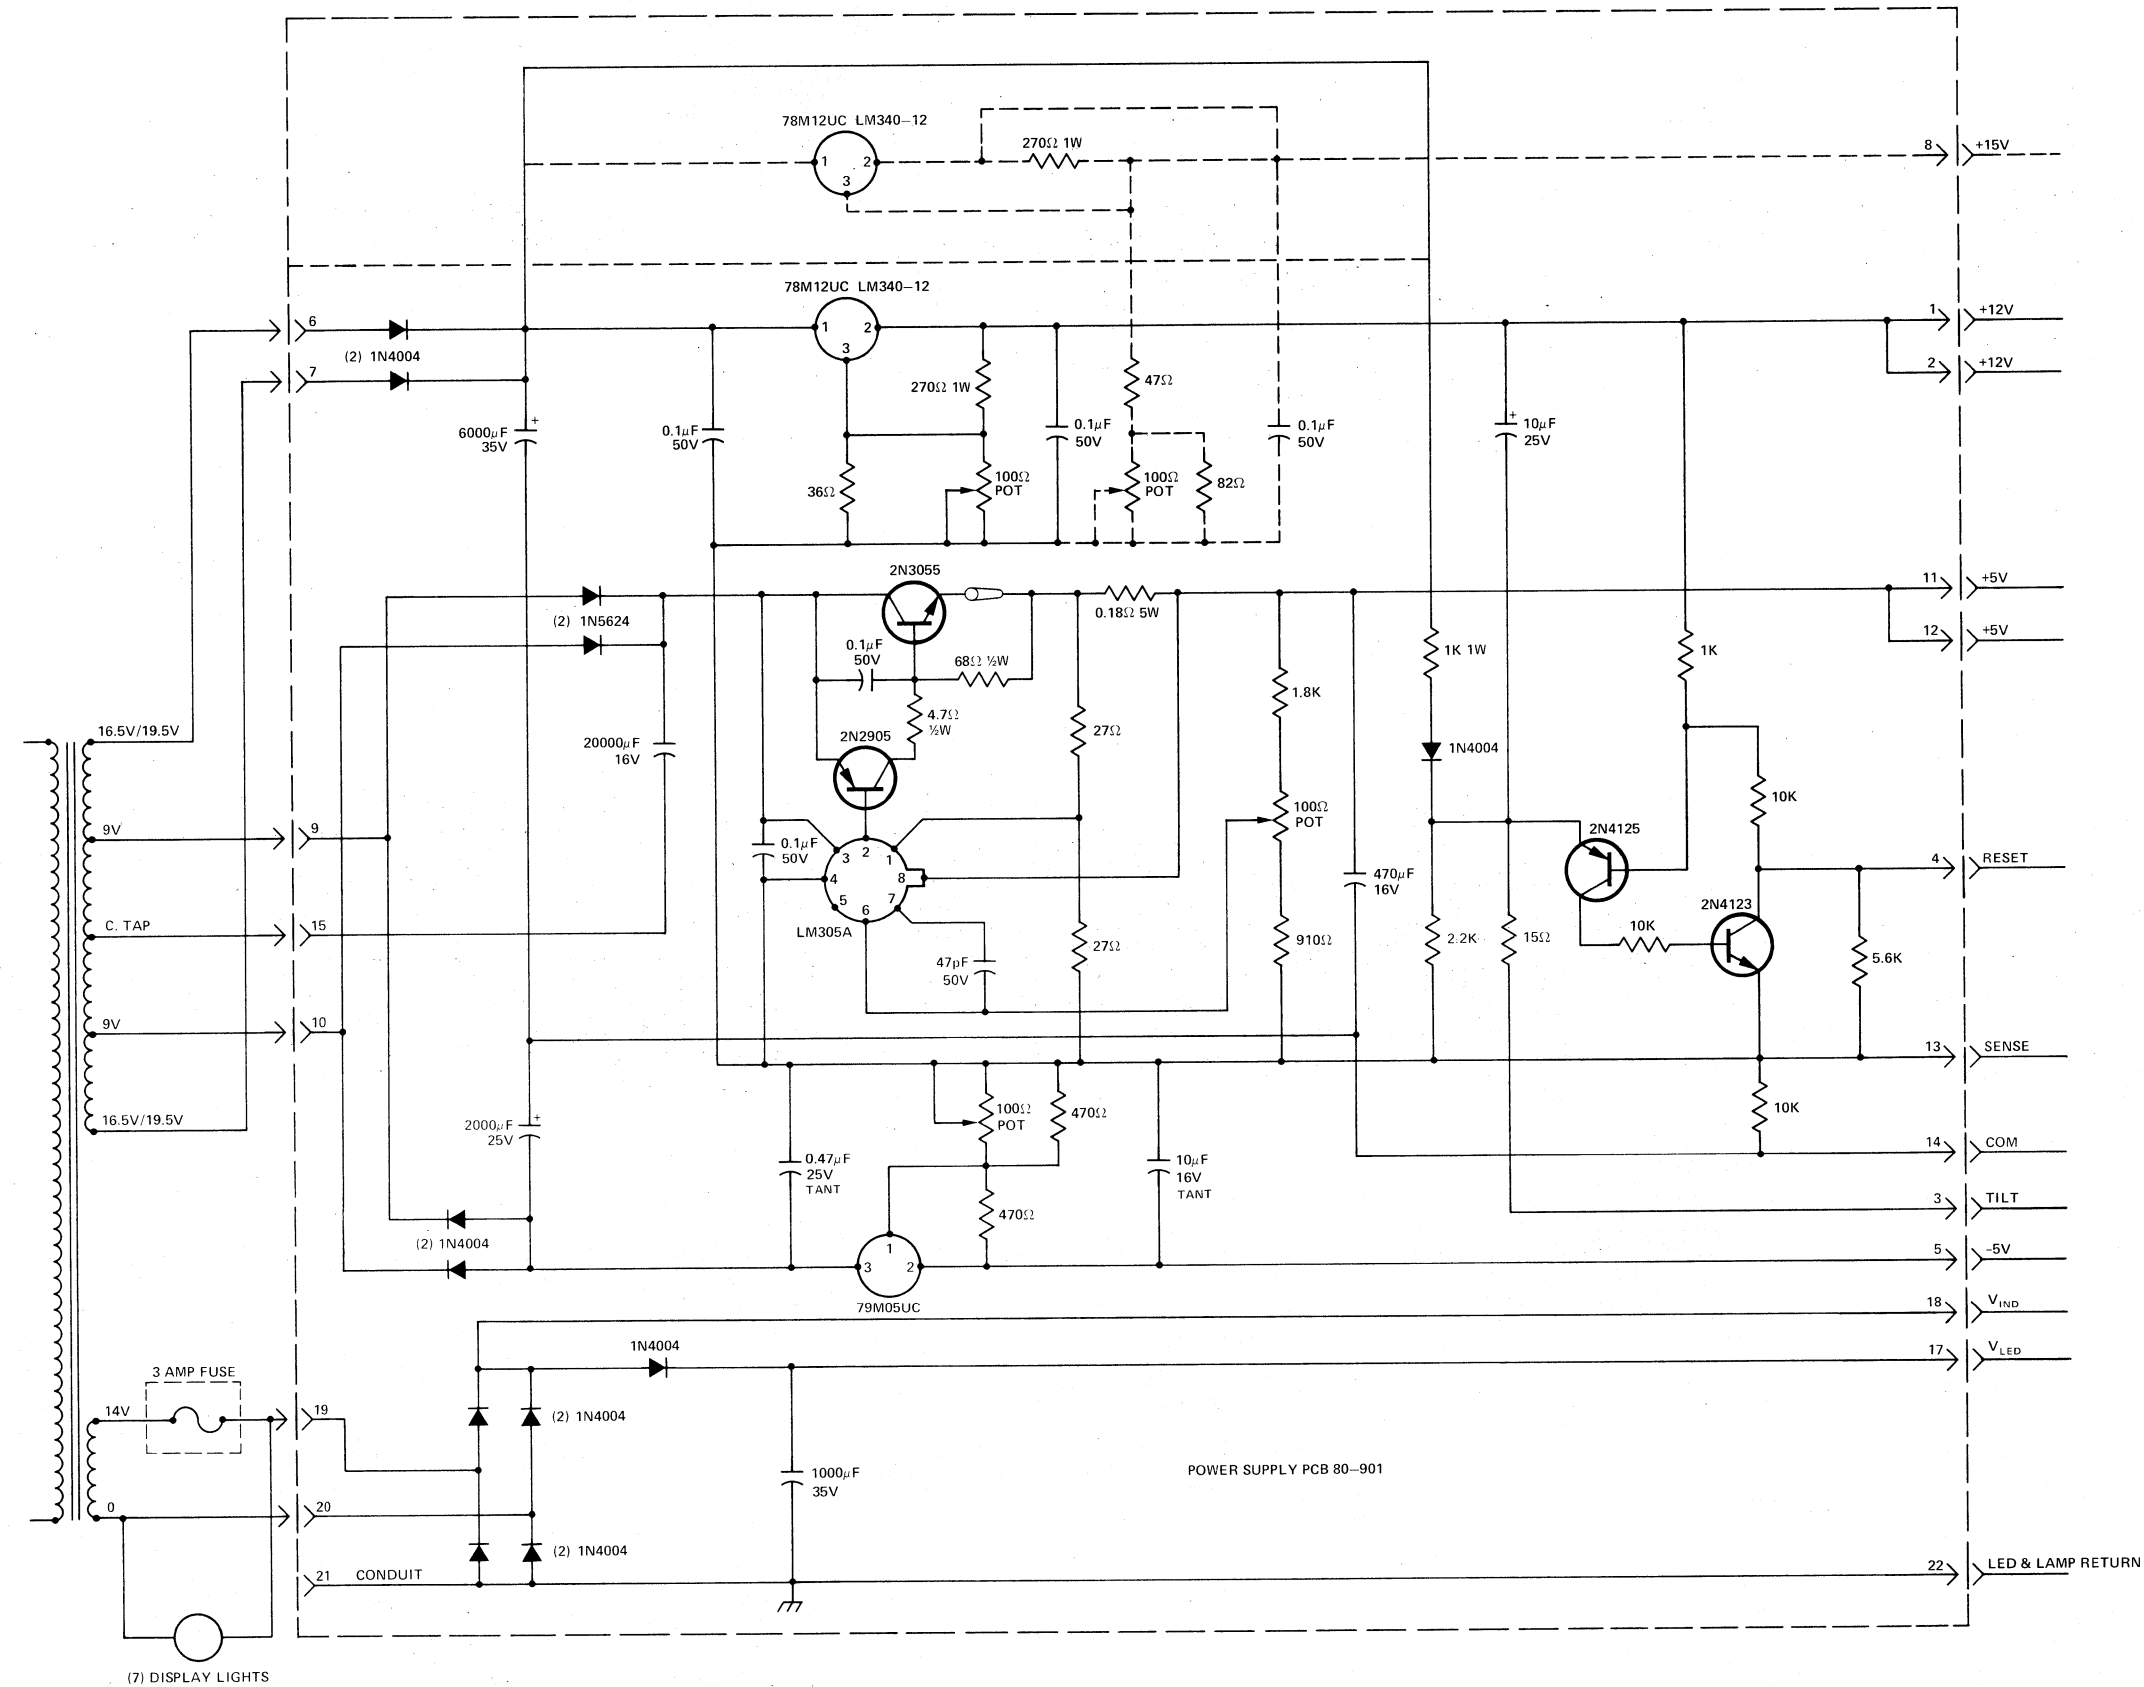 78M12UC LM340–12
1
2
3
270Ω 1W
8
+15V
78M12UC LM340–12
1
2
3
6
(2) 1N4004
7
1
+12V
2
+12V
270Ω 1W
47Ω
6000µF
35V
+
0.1µF
50V
0.1µF
50V
0.1µF
50V
+
10µF
25V
36Ω
100Ω
POT
100Ω
POT
82Ω
2N3055
(2) 1N5624
0.18Ω 5W
11
+5V
12
+5V
0.1µF
50V
68Ω ½W
1K 1W
1K
1.8K
4.7Ω
½W
27Ω
16.5V/19.5V
20000µF
16V
2N2905
1N4004
10K
100Ω
POT
9V
9
0.1µF
50V
3
2
1
4
8
5
6
7
LM305A
2N4125
470µF
16V
4
RESET
2N4123
C. TAP
15
47pF
50V
27Ω
910Ω
2.2K
15Ω
10K
5.6K
9V
10
13
SENSE
16.5V/19.5V
2000µF
25V
+
100Ω
POT
470Ω
10K
14
COM
0.47µF
25V
TANT
10µF
16V
TANT
3
TILT
470Ω
(2) 1N4004
1
3
2
79M05UC
5
–5V
18
VIND
1N4004
17
VLED
3 AMP FUSE
14V
19
(2) 1N4004
1000µF
35V
POWER SUPPLY PCB 80–901
0
20
(2) 1N4004
21
CONDUIT
22
LED & LAMP RETURN
(7) DISPLAY LIGHTS